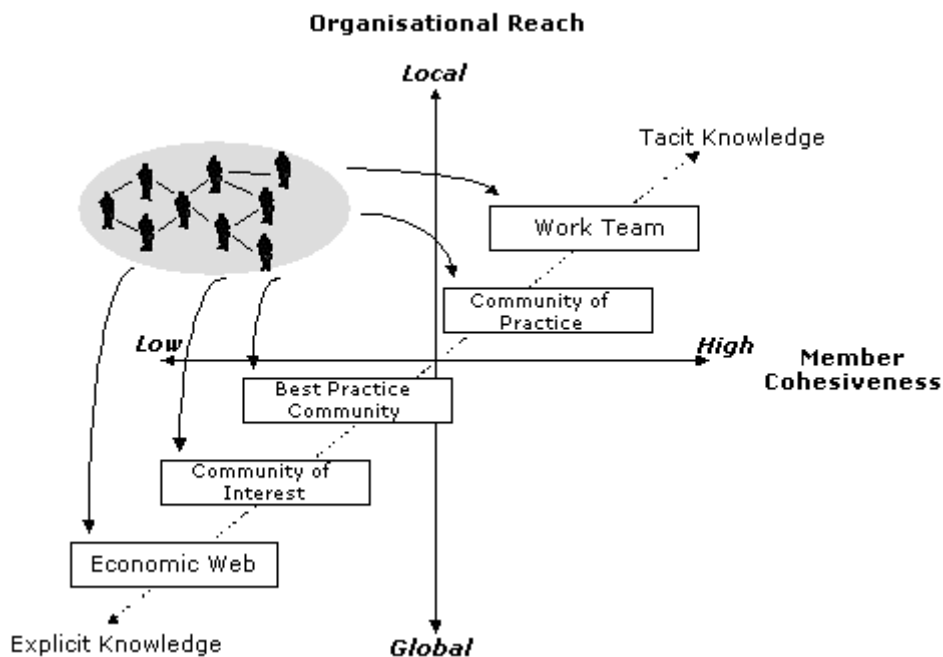 Organisational Reach
Local
Tacit Knowledge
Work Team
Community of
Practice
Low
High
Member
Cohesiveness
Best Practice
Community
Community of
Interest
Economic Web
Explicit Knowledge
Global